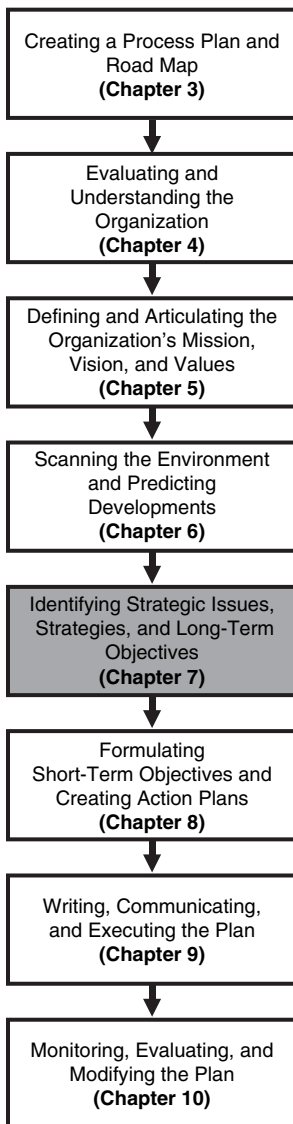 Creating a Process Plan and
Road Map
(Chapter 3)
Evaluating and
Understanding the
Organization
(Chapter 4)
Defining and Articulating the
Organization's Mission,
Vision, and Values
(Chapter 5)
Scanning the Environment
and Predicting
Developments
(Chapter 6)
Identifying Strategic Issues,
Strategies, and Long-Term
Objectives
(Chapter 7)
Formulating
Short-Term Objectives and
Creating Action Plans
(Chapter 8)
Writing, Communicating,
and Executing the Plan
(Chapter 9)
Monitoring, Evaluating, and
Modifying the Plan
(Chapter 10)